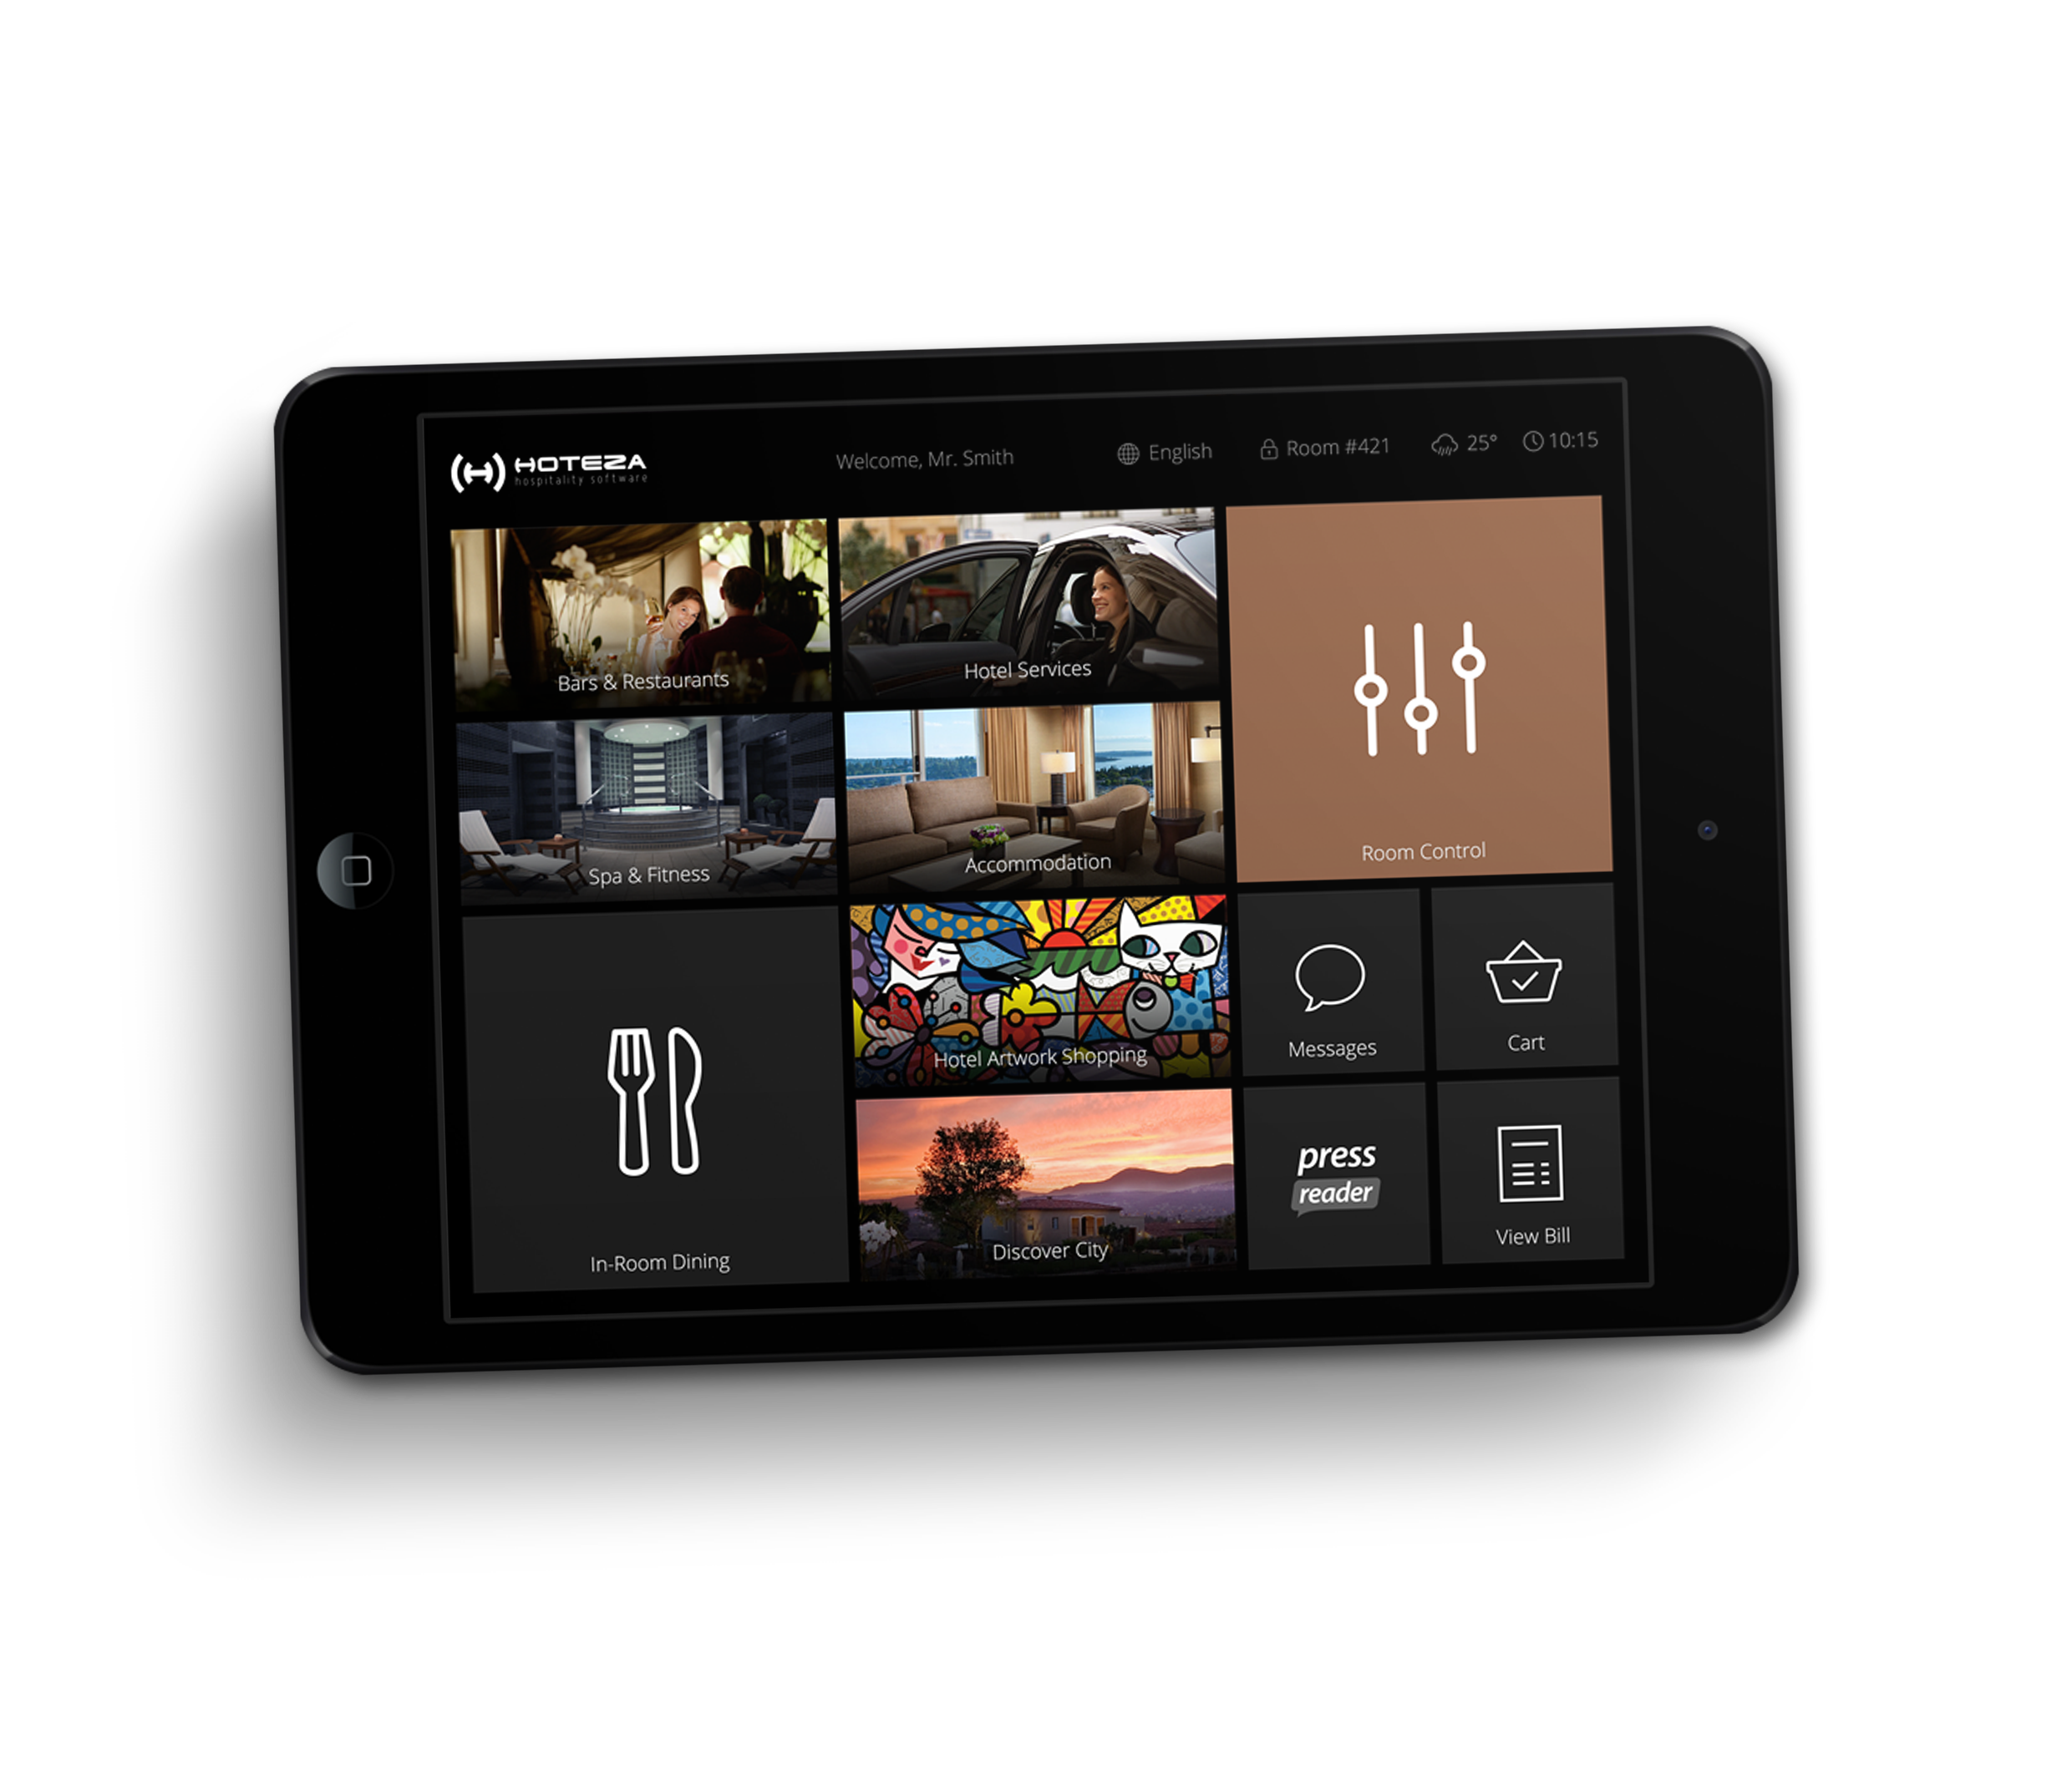 HOTEZA
hospitality software
Welcome, Mr. Smith
English
Room #421
25°
10:15
Bars & Restaurants
Hotel Services
Room Control
Spa & Fitness
Accommodation
In-Room Dining
Hotel Artwork Shopping
Messages
Cart
Discover City
press
reader
View Bill